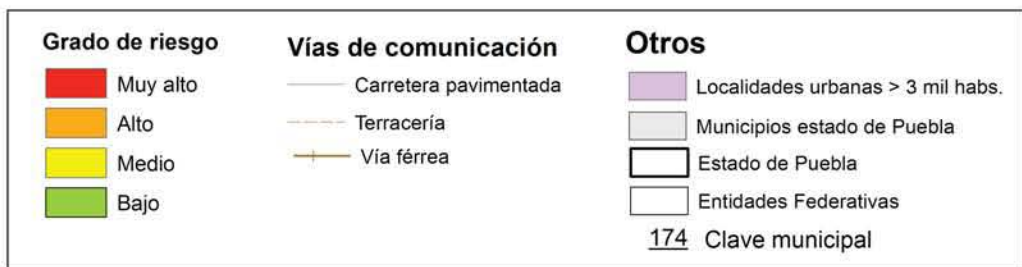 Grado de riesgo
Muy alto
Alto
Medio
Bajo
Vías de comunicación
Carretera pavimentada
Terracería
Vía férrea
Otros
Localidades urbanas > 3 mil habs.
Municipios estado de Puebla
Estado de Puebla
Entidades Federativas
174 Clave municipal